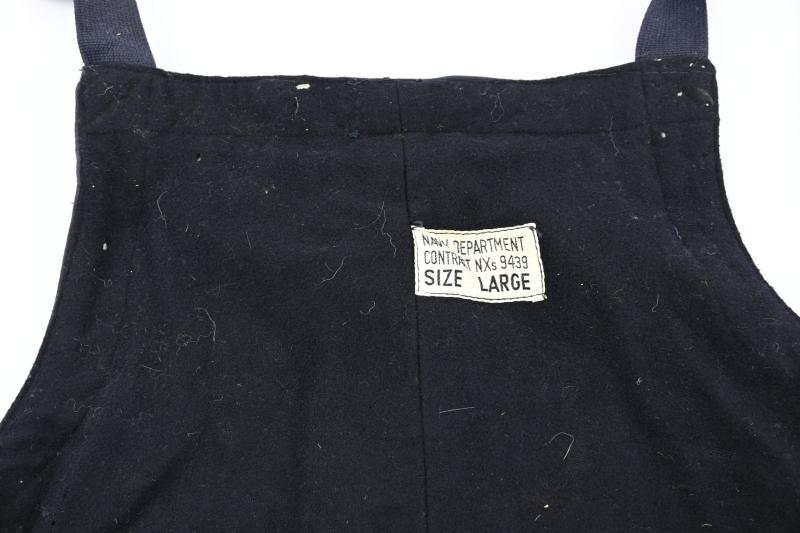 NAVY DEPARTMENT
CONTRACT NXs 9439
SIZE LARGE